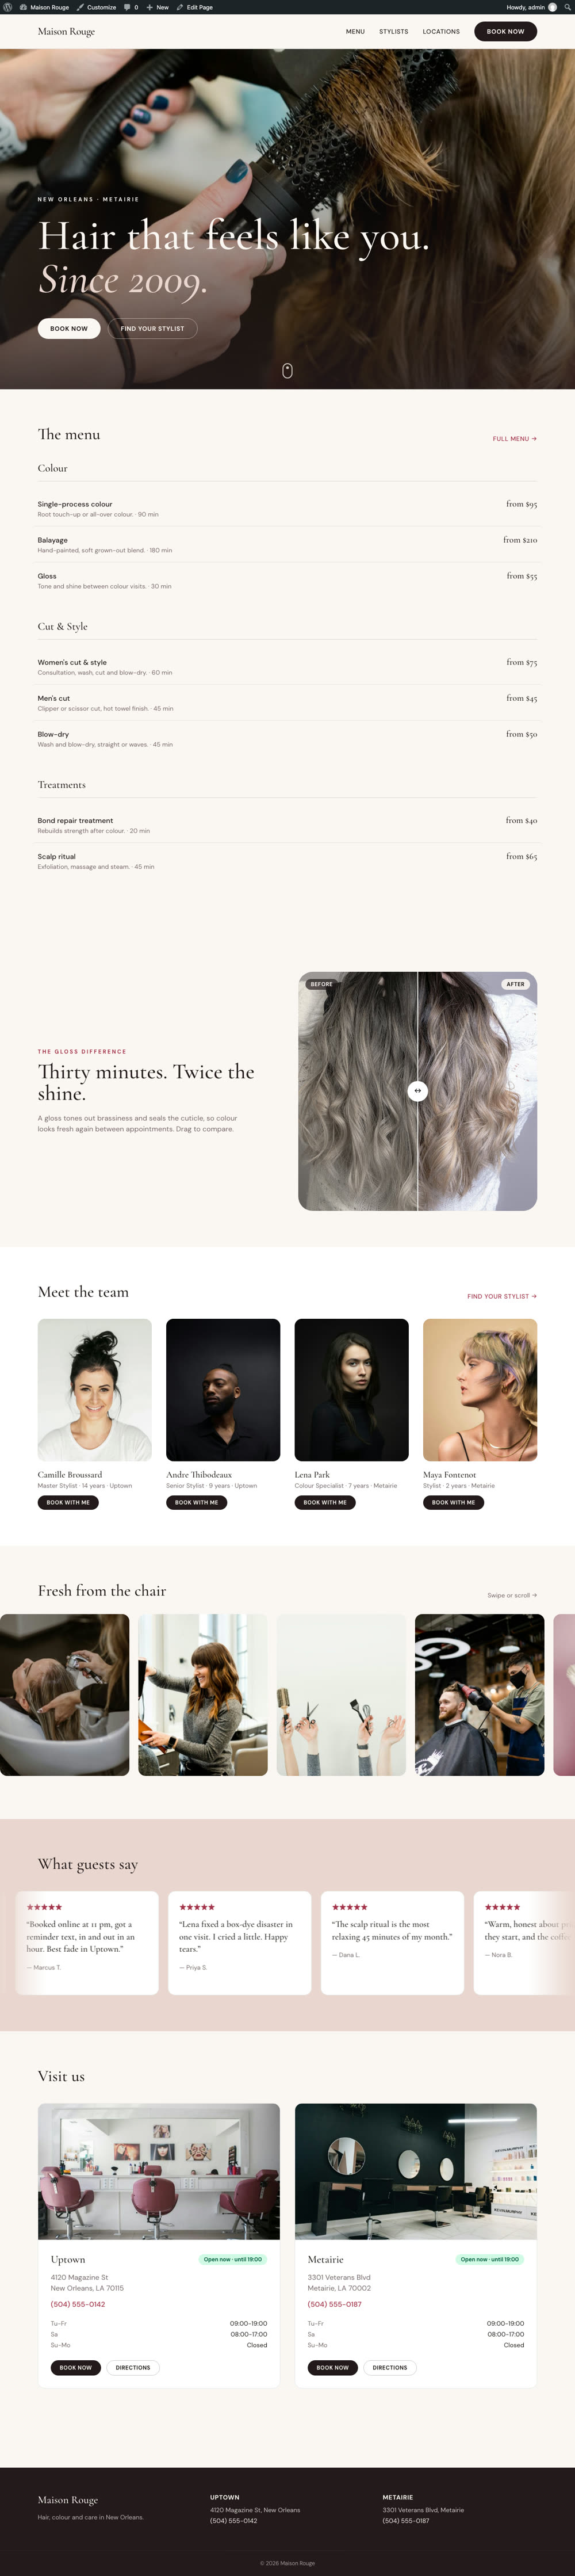 Maison Rouge Customize 0 New Edit Page Howdy, admin
Maison Rouge MENU STYLISTS LOCATIONS BOOK NOW
NEW ORLEANS · METAIRIE
Hair that feels like you.
Since 2009.
BOOK NOW FIND YOUR STYLIST
The menu
FULL MENU →
Colour
Single-process colour from $95
Root touch-up or all-over colour. · 90 min
Balayage from $210
Hand-painted, soft grown-out blend. · 180 min
Gloss from $55
Tone and shine between colour visits. · 30 min
Cut & Style
Women's cut & style from $75
Consultation, wash, cut and blow-dry. · 60 min
Men's cut from $45
Clipper or scissor cut, hot towel finish. · 45 min
Blow-dry from $50
Wash and blow-dry, straight or waves. · 45 min
Treatments
Bond repair treatment from $40
Rebuilds strength after colour. · 20 min
Scalp ritual from $65
Exfoliation, massage and steam. · 45 min
BEFORE AFTER
THE GLOSS DIFFERENCE
Thirty minutes. Twice the
shine.
A gloss tones out brassiness and seals the cuticle, so colour
looks fresh again between appointments. Drag to compare.
Meet the team
FIND YOUR STYLIST →
Camille Broussard
Master Stylist · 14 years · Uptown
BOOK WITH ME
Andre Thibodeaux
Senior Stylist · 9 years · Uptown
BOOK WITH ME
Lena Park
Colour Specialist · 7 years · Metairie
BOOK WITH ME
Maya Fontenot
Stylist · 2 years · Metairie
BOOK WITH ME
Fresh from the chair
Swipe or scroll →
What guests say
★★★★★
“Booked online at 11 pm, got a
reminder text, in and out in an
hour. Best fade in Uptown.”
— Marcus T.
★★★★★
“Lena fixed a box-dye disaster in
one visit. I cried a little. Happy
tears.”
— Priya S.
★★★★★
“The scalp ritual is the most
relaxing 45 minutes of my month.”
— Dana L.
★★★★★
“Warm, honest about
they start, and the
— Nora B.
Visit us
Uptown Open now · until 19:00
4120 Magazine St
New Orleans, LA 70115
(504) 555-0142
Tu–Fr 09:00–19:00
Sa 08:00–17:00
Su–Mo Closed
BOOK NOW DIRECTIONS
Metairie Open now · until 19:00
3301 Veterans Blvd
Metairie, LA 70002
(504) 555-0187
Tu–Fr 09:00–19:00
Sa 08:00–17:00
Su–Mo Closed
BOOK NOW DIRECTIONS
Maison Rouge
Hair, colour and care in New Orleans.
UPTOWN
4120 Magazine St, New Orleans
(504) 555-0142
METAIRIE
3301 Veterans Blvd, Metairie
(504) 555-0187
© 2026 Maison Rouge